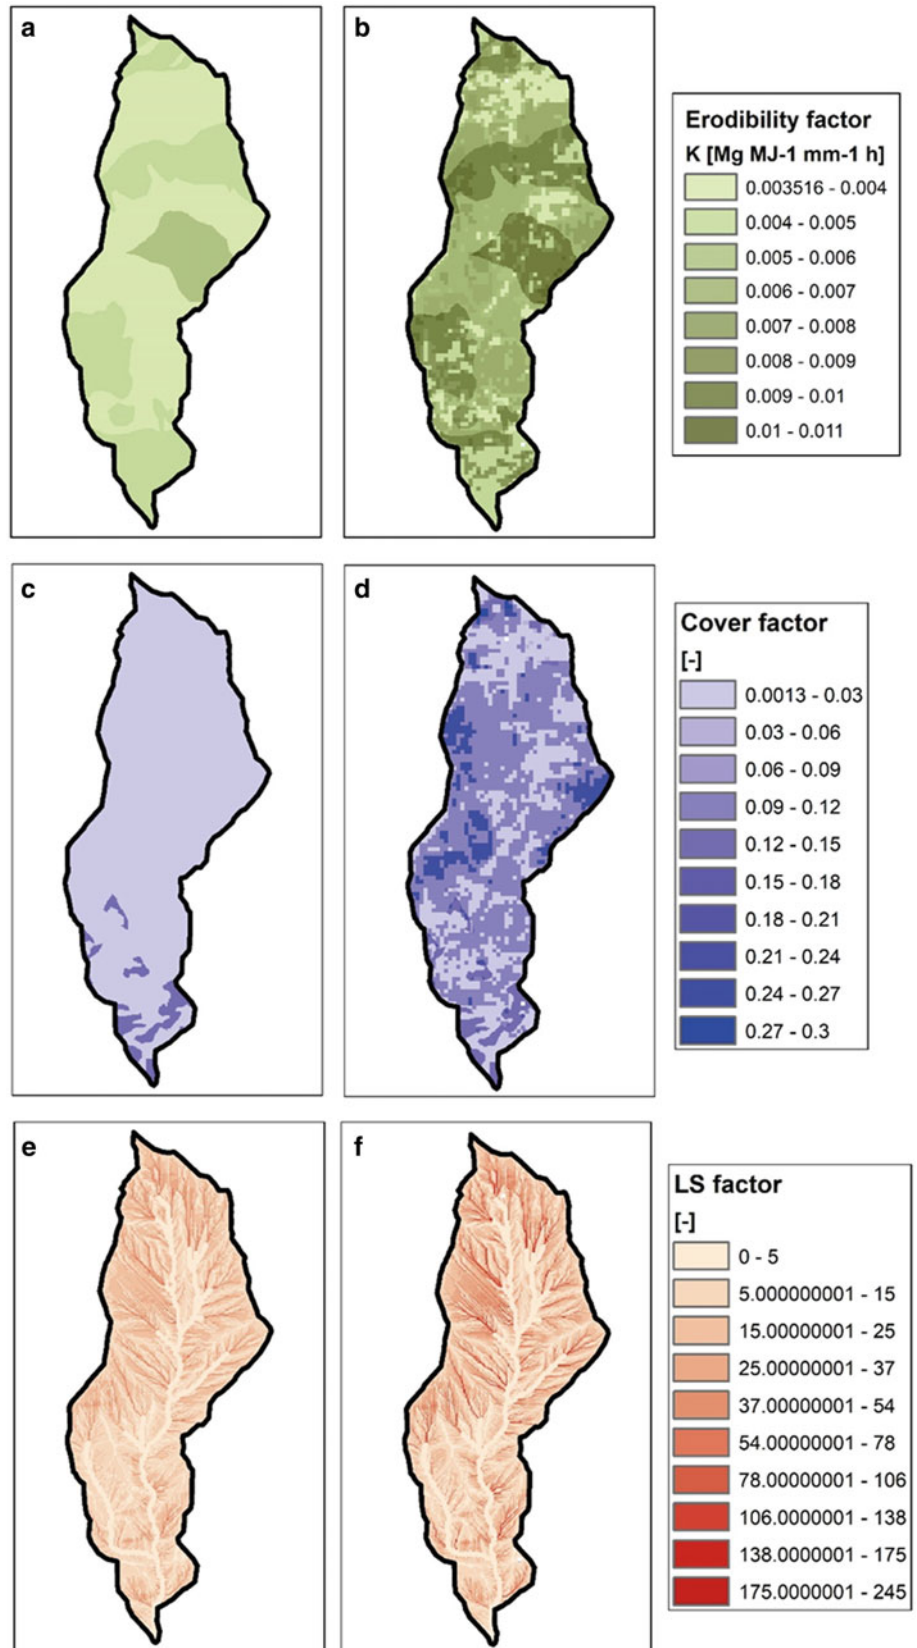 a
b
Erodibility factor
K [Mg MJ-1 mm-1 h]
0.003516 - 0.004
0.004 - 0.005
0.005 - 0.006
0.006 - 0.007
0.007 - 0.008
0.008 - 0.009
0.009 - 0.01
0.01 - 0.011
c
d
Cover factor
[-]
0.0013 - 0.03
0.03 - 0.06
0.06 - 0.09
0.09 - 0.12
0.12 - 0.15
0.15 - 0.18
0.18 - 0.21
0.21 - 0.24
0.24 - 0.27
0.27 - 0.3
e
f
LS factor
[-]
0 - 5
5.000000001 - 15
15.00000001 - 25
25.00000001 - 37
37.00000001 - 54
54.00000001 - 78
78.00000001 - 106
106.0000001 - 138
138.0000001 - 175
175.0000001 - 245